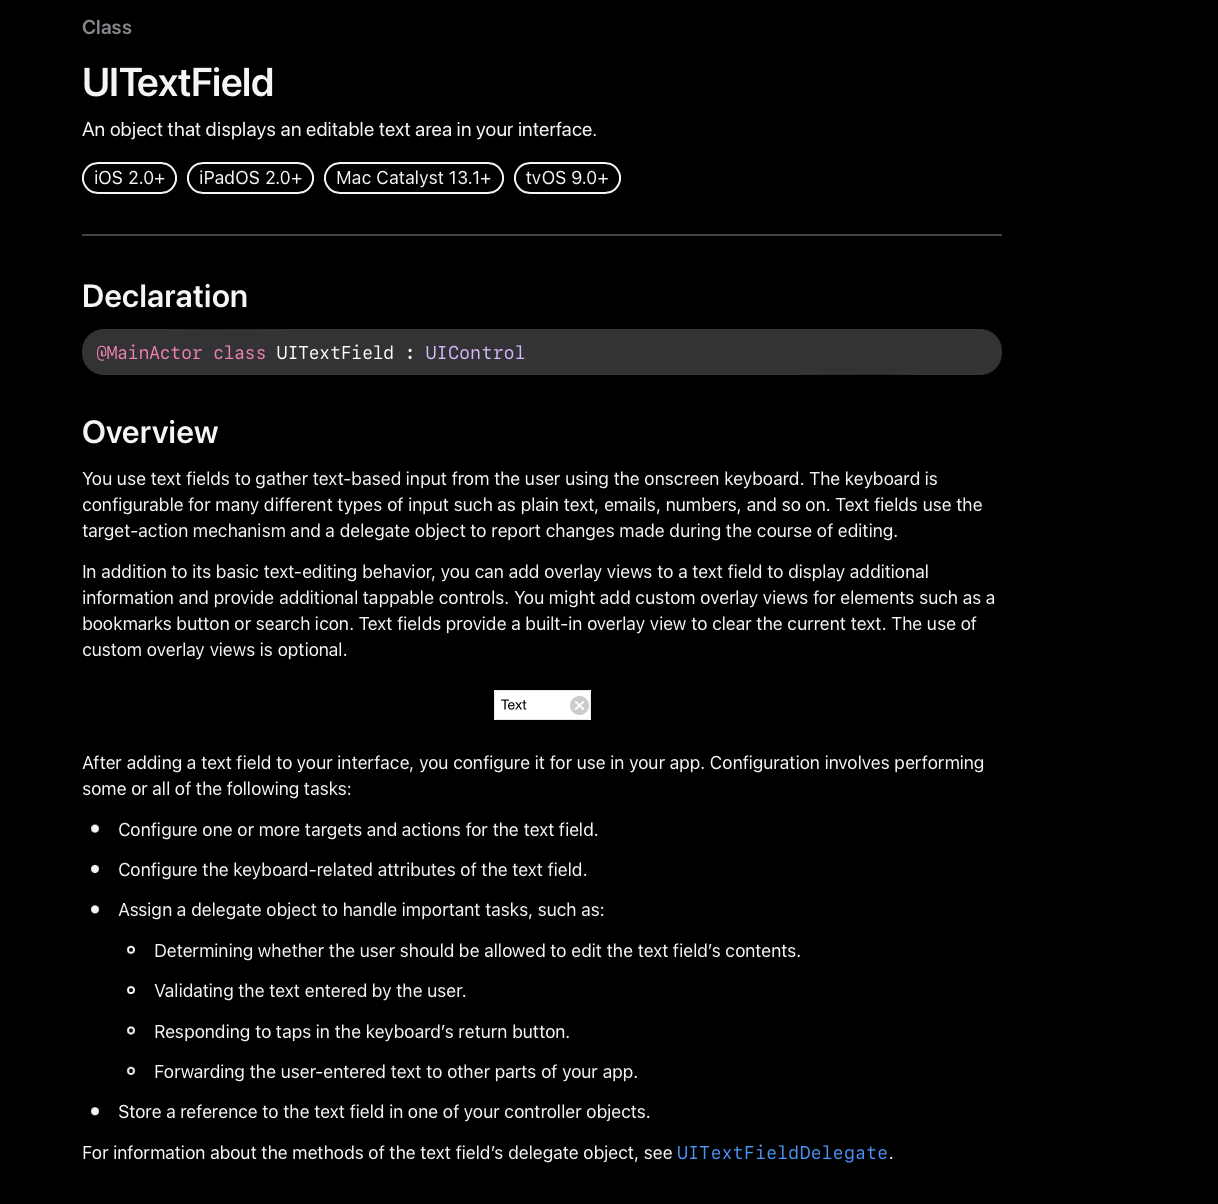 Class
UITextField
An object that displays an editable text area in your interface.
iOS 2.0+ iPadOS 2.0+ Mac Catalyst 13.1+ tvOS 9.0+
Declaration
@MainActor class UITextField : UIControl
Overview
You use text fields to gather text-based input from the user using the onscreen keyboard. The keyboard is
configurable for many different types of input such as plain text, emails, numbers, and so on. Text fields use the
target-action mechanism and a delegate object to report changes made during the course of editing.
In addition to its basic text-editing behavior, you can add overlay views to a text field to display additional
information and provide additional tappable controls. You might add custom overlay views for elements such as a
bookmarks button or search icon. Text fields provide a built-in overlay view to clear the current text. The use of
custom overlay views is optional.
Text
After adding a text field to your interface, you configure it for use in your app. Configuration involves performing
some or all of the following tasks:
• Configure one or more targets and actions for the text field.
• Configure the keyboard-related attributes of the text field.
• Assign a delegate object to handle important tasks, such as:
◦ Determining whether the user should be allowed to edit the text field’s contents.
◦ Validating the text entered by the user.
◦ Responding to taps in the keyboard’s return button.
◦ Forwarding the user-entered text to other parts of your app.
• Store a reference to the text field in one of your controller objects.
For information about the methods of the text field’s delegate object, see UITextFieldDelegate.